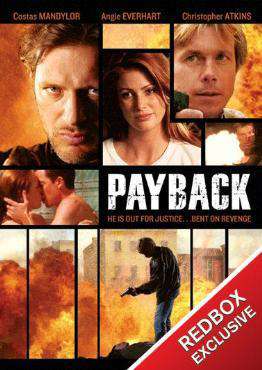 Costas MANDYLOR Angie EVERHART Christopher ATKINS
PAYBACK
HE IS OUT FOR JUSTICE. . .BENT ON REVENGE
REDBOX
EXCLUSIVE